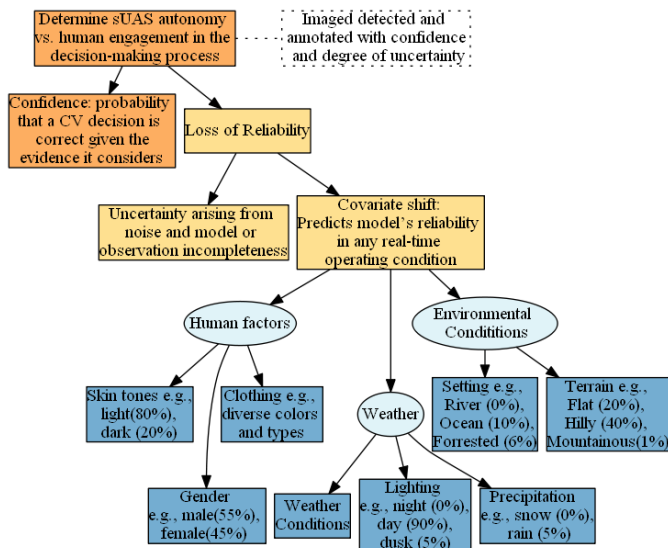 Determine sUAS autonomy
vs. human engagement in the
decision-making process
Imaged detected and
annotated with confidence
and degree of uncertainty
Confidence: probability
that a CV decision is
correct given the
evidence it considers
Loss of Reliability
Uncertainty arising from
noise and model or
observation incompleteness
Covariate shift:
Predicts model`s reliability
in any real-time
operating condition
Human factors
Environmental
Condititions
Skin tones e.g.,
light(80%),
dark (20%)
Clothing e.g.,
diverse colors
and types
Weather
Setting e.g.,
River (0%),
Ocean (10%),
Forrested (6%)
Terrain e.g.,
Flat (20%),
Hilly (40%),
Mountainous(1%)
Gender
e.g., male(55%),
female(45%)
Weather
Conditions
Lighting
e.g., night (0%),
day (90%),
dusk (5%)
Precipitation
e.g., snow (0%),
rain (5%)